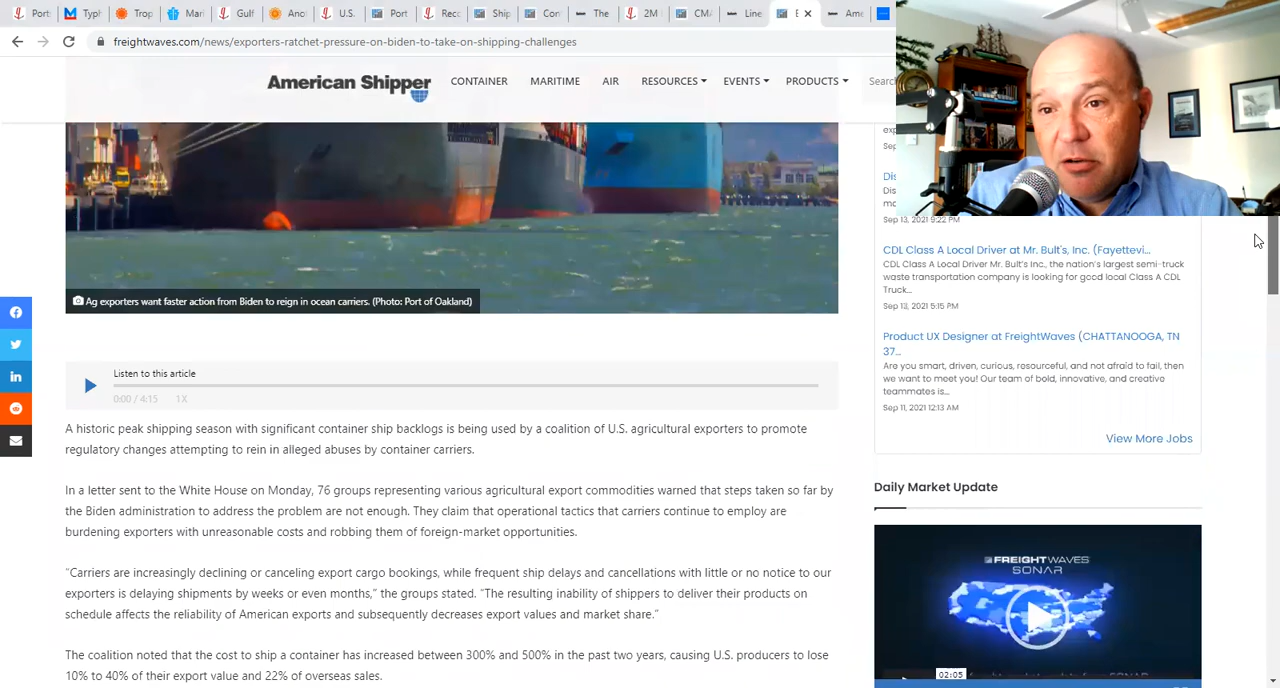 Port
Typh
Trop
Mari
Gulf
Ano
U.S.
Port
Reco
Ship
Con
The
2M
CMA
Line
E
Ame
freightwaves.com/news/exporters-ratchet-pressure-on-biden-to-take-on-shipping-challenges
American Shipper
CONTAINER
MARITIME
AIR
RESOURCES
EVENTS
PRODUCTS
Search
Ag exporters want faster action from Biden to reign in ocean carriers. (Photo: Port of Oakland)
Listen to this article
0:00 / 4:15 1X
A historic peak shipping season with significant container ship backlogs is being used by a coalition of U.S. agricultural exporters to promote
regulatory changes attempting to rein in alleged abuses by container carriers.
In a letter sent to the White House on Monday, 76 groups representing various agricultural export commodities warned that steps taken so far by
the Biden administration to address the problem are not enough. They claim that operational tactics that carriers continue to employ are
burdening exporters with unreasonable costs and robbing them of foreign-market opportunities.
“Carriers are increasingly declining or canceling export cargo bookings, while frequent ship delays and cancellations with little or no notice to our
exporters is delaying shipments by weeks or even months,” the groups stated. “The resulting inability of shippers to deliver their products on
schedule affects the reliability of American exports and subsequently decreases export values and market share.”
The coalition noted that the cost to ship a container has increased between 300% and 500% in the past two years, causing U.S. producers to lose
10% to 40% of their export value and 22% of overseas sales.
Sep 13, 2021 9:22 PM
CDL Class A Local Driver at Mr. Bult's, Inc. (Fayettevi...
CDL Class A Local Driver Mr. Bult’s Inc., the nation’s largest semi-truck
waste transportation company is looking for good local Class A CDL
Truck...
Sep 13, 2021 5:15 PM
Product UX Designer at FreightWaves (CHATTANOOGA, TN
37...
Are you smart, driven, curious, resourceful, and not afraid to fail, then
we want to meet you! Our team of bold, innovative, and creative
teammates is...
Sep 11, 2021 12:13 AM
View More Jobs
Daily Market Update
FREIGHTWAVES
SONAR
02:05